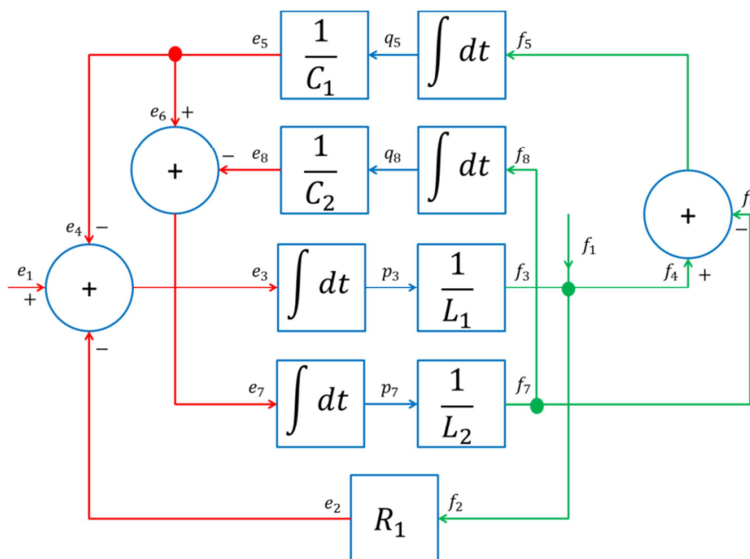 e₅ 1/C₁ q₅ ∫ dt f₅
e₆ +
+ − e₈ 1/C₂ q₈ ∫ dt f₈
+ f −
e₄ − f₁
e₁ + + e₃ ∫ dt p₃ 1/L₁ f₃ f₄ +
−
e₇ ∫ dt p₇ 1/L₂ f₇
e₂ R₁ f₂